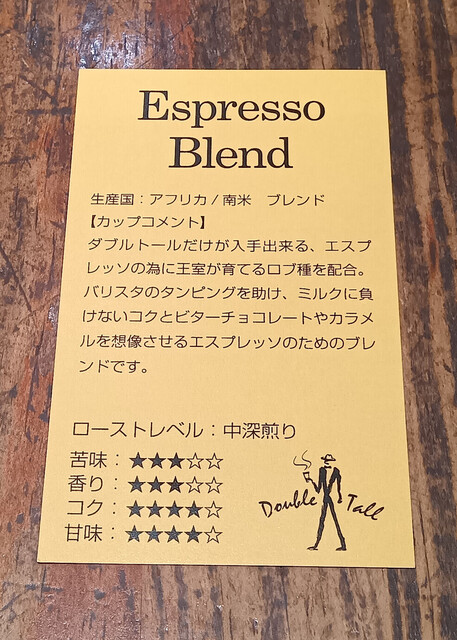 Espresso
Blend
生産国：アフリカ/南米　ブレンド
【カップコメント】
ダブルトールだけが入手出来る、エスプ
レッソの為に王室が育てるロブ種を配合。
バリスタのタンピングを助け、ミルクに負
けないコクとビターチョコレートやカラメ
ルを想像させるエスプレッソのためのブレ
ンドです。
ローストレベル：中深煎り
苦味：★★★☆☆
香り：★★★☆☆
コク：★★★★☆
甘味：★★★★☆
Double Tall